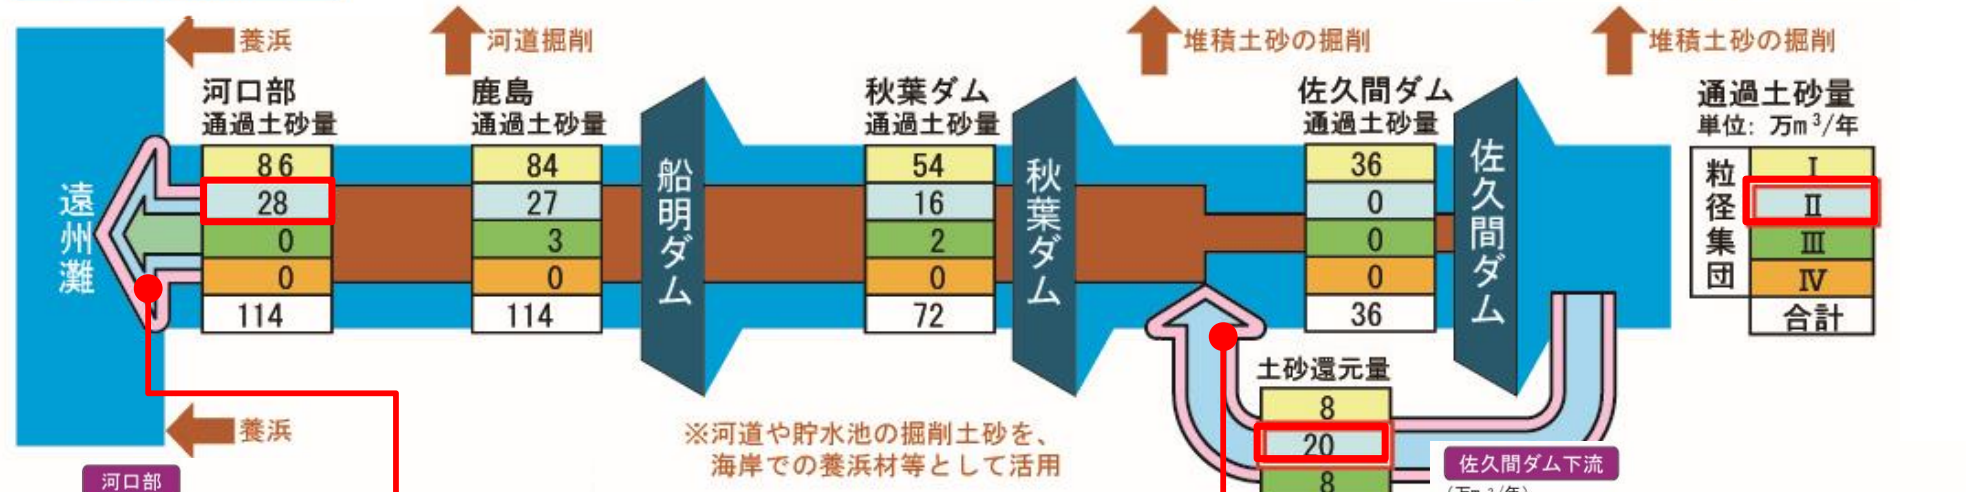 養浜
河道掘削
堆積土砂の掘削
堆積土砂の掘削
河口部
通過土砂量
86
28
0
0
114
鹿島
通過土砂量
84
27
3
0
114
船明ダム
秋葉ダム
通過土砂量
54
16
2
0
72
秋葉ダム
佐久間ダム
通過土砂量
36
0
0
0
36
佐久間ダム
通過土砂量
単位: 万m³/年
粒径集団
Ⅰ
Ⅱ
Ⅲ
Ⅳ
合計
遠州灘
土砂還元量
8
20
8
養浜
※河道や貯水池の掘削土砂を、
海岸での養浜材等として活用
河口部
佐久間ダム下流
(万m³/年)